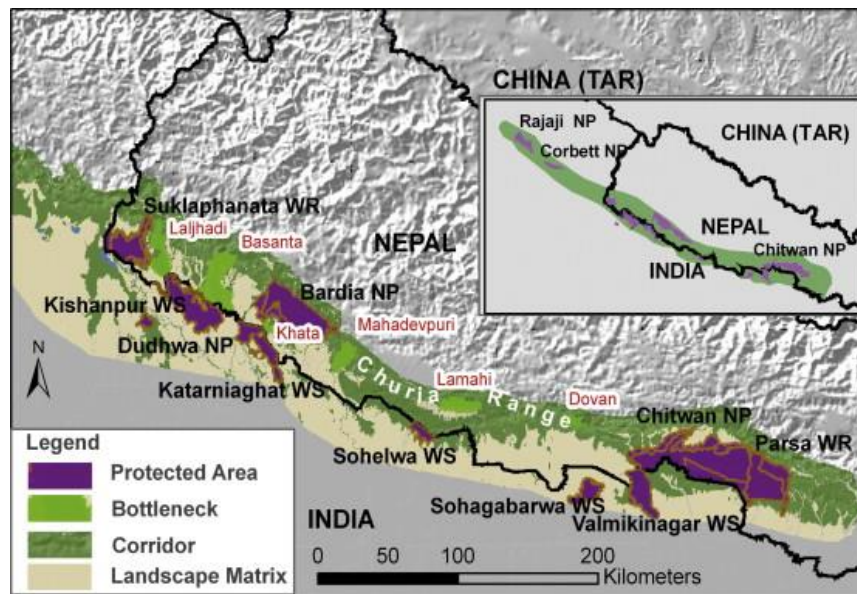 CHINA (TAR)
Rajaji NP
Corbett NP
CHINA (TAR)
NEPAL
Chitwan NP
INDIA
Suklaphanata WR
Laljhadi
Basanta
NEPAL
Kishanpur WS
Bardia NP
Khata
Mahadevpuri
Dudhwa NP
Katarniaghat WS
Churia Range
Lamahi
Dovan
Chitwan NP
Parsa WR
Sohelwa WS
Sohagabarwa WS
Valmikinagar WS
INDIA
N
Legend
Protected Area
Bottleneck
Corridor
Landscape Matrix
0 50 100 200
Kilometers